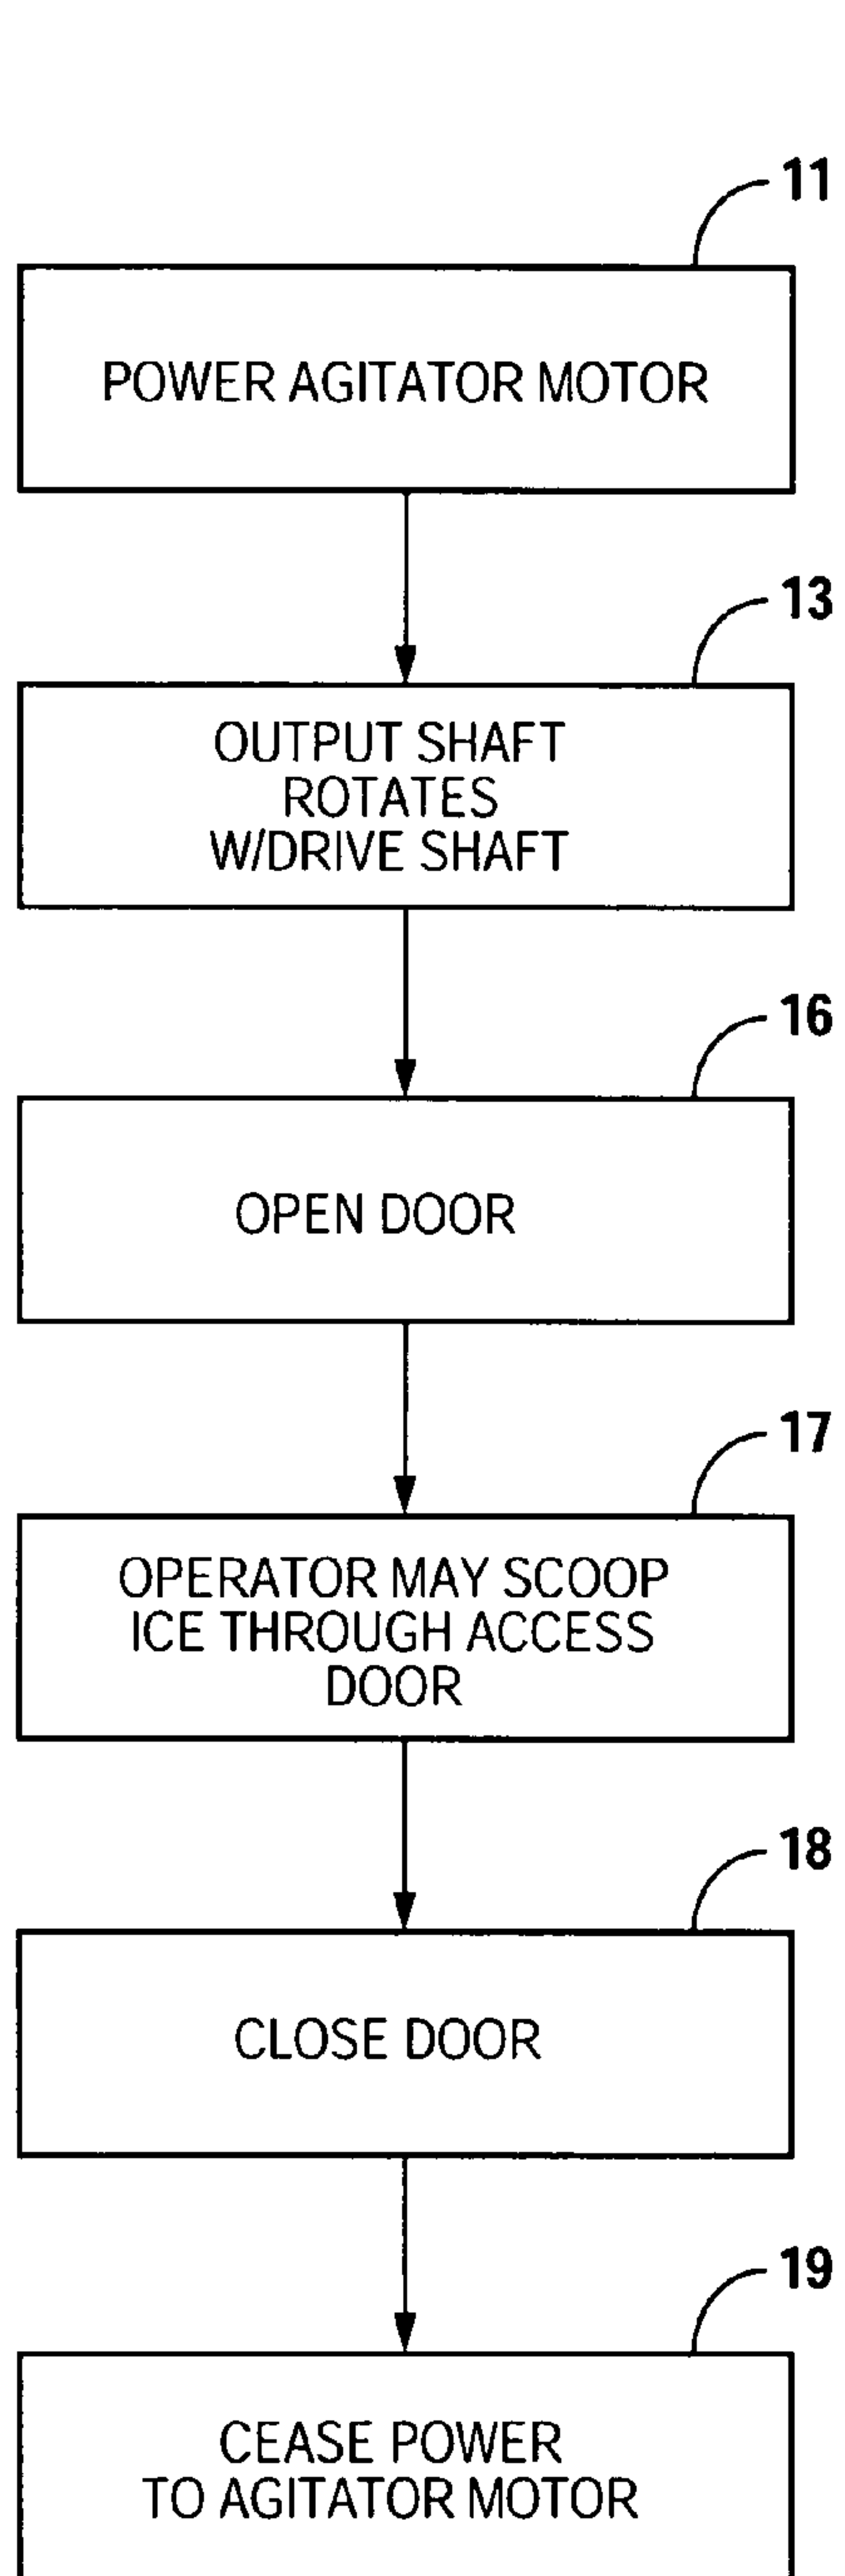 11
POWER AGITATOR MOTOR
13
OUTPUT SHAFT
ROTATES
W/DRIVE SHAFT
16
OPEN DOOR
17
OPERATOR MAY SCOOP
ICE THROUGH ACCESS
DOOR
18
CLOSE DOOR
19
CEASE POWER
TO AGITATOR MOTOR